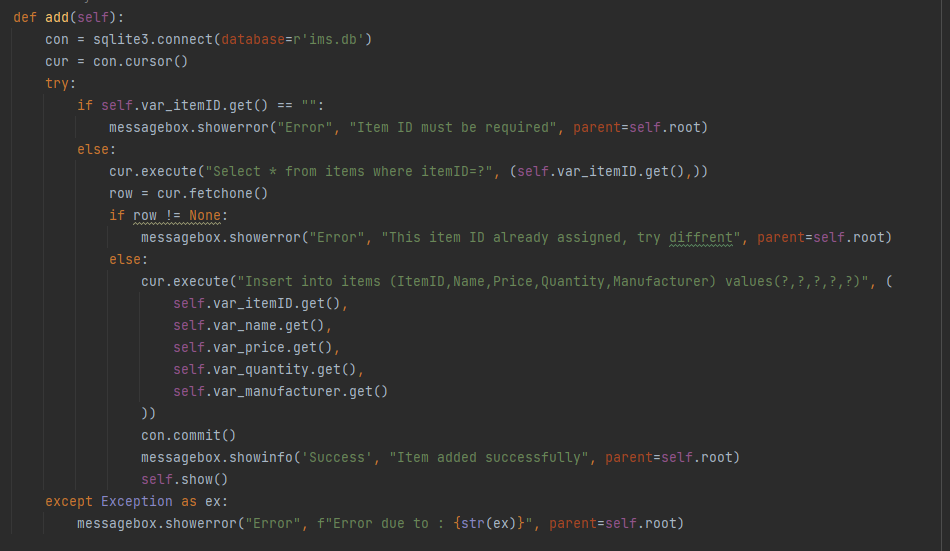 def add(self):
    con = sqlite3.connect(database=r'ims.db')
    cur = con.cursor()
    try:
        if self.var_itemID.get() == "":
            messagebox.showerror("Error", "Item ID must be required", parent=self.root)
        else:
            cur.execute("Select * from items where itemID=?", (self.var_itemID.get(),))
            row = cur.fetchone()
            if row != None:
                messagebox.showerror("Error", "This item ID already assigned, try diffrent", parent=self.root)
            else:
                cur.execute("Insert into items (ItemID,Name,Price,Quantity,Manufacturer) values(?,?,?,?,?)", (
                    self.var_itemID.get(),
                    self.var_name.get(),
                    self.var_price.get(),
                    self.var_quantity.get(),
                    self.var_manufacturer.get()
                ))
                con.commit()
                messagebox.showinfo('Success', "Item added successfully", parent=self.root)
                self.show()
    except Exception as ex:
        messagebox.showerror("Error", f"Error due to : {str(ex)}", parent=self.root)